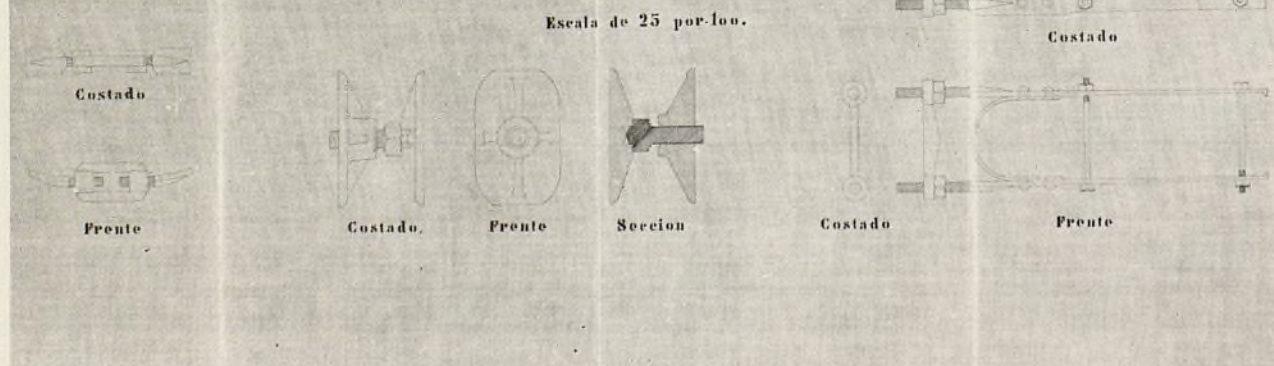 Escala de 25 por 100.
Costado
Costado
Frente
Costado.
Frente
Seccion
Costado
Frente